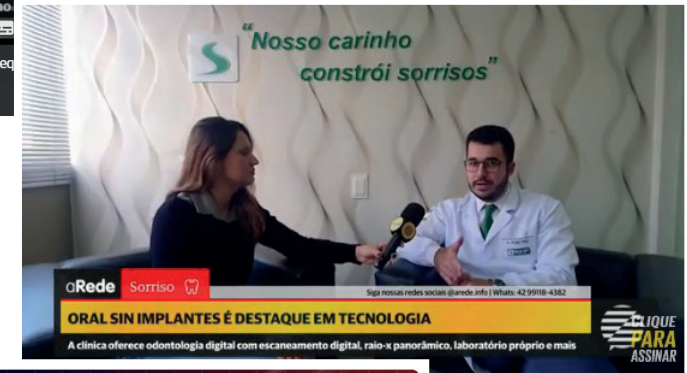 eq
“Nosso carinho
constrói sorrisos”
aRede Sorriso
Siga nossas redes sociais @arede.info | Whats: 42 99118-4382
ORAL SIN IMPLANTES É DESTAQUE EM TECNOLOGIA
A clínica oferece odontologia digital com escaneamento digital, raio-x panorâmico, laboratório próprio e mais
CLIQUE
PARA
ASSINAR